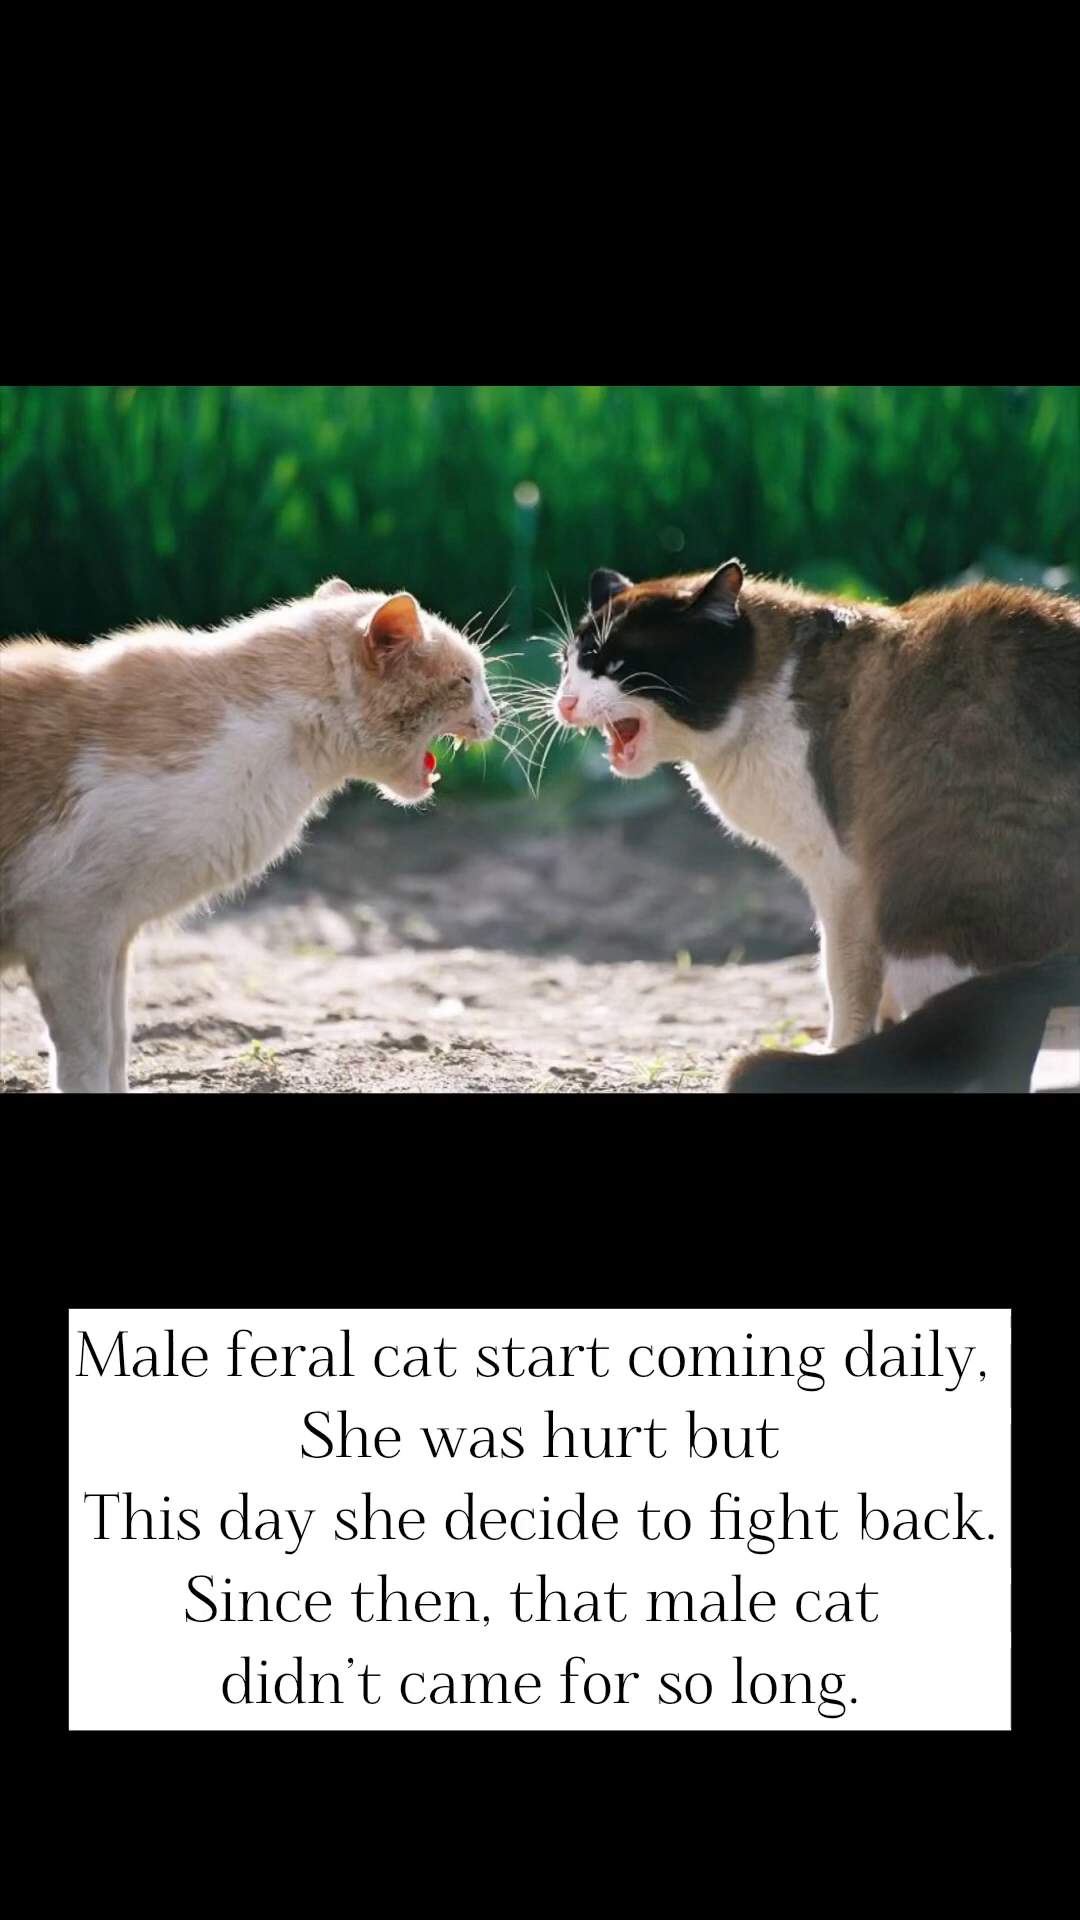 Male feral cat start coming daily,
She was hurt but
This day she decide to fight back.
Since then, that male cat
didn't came for so long.